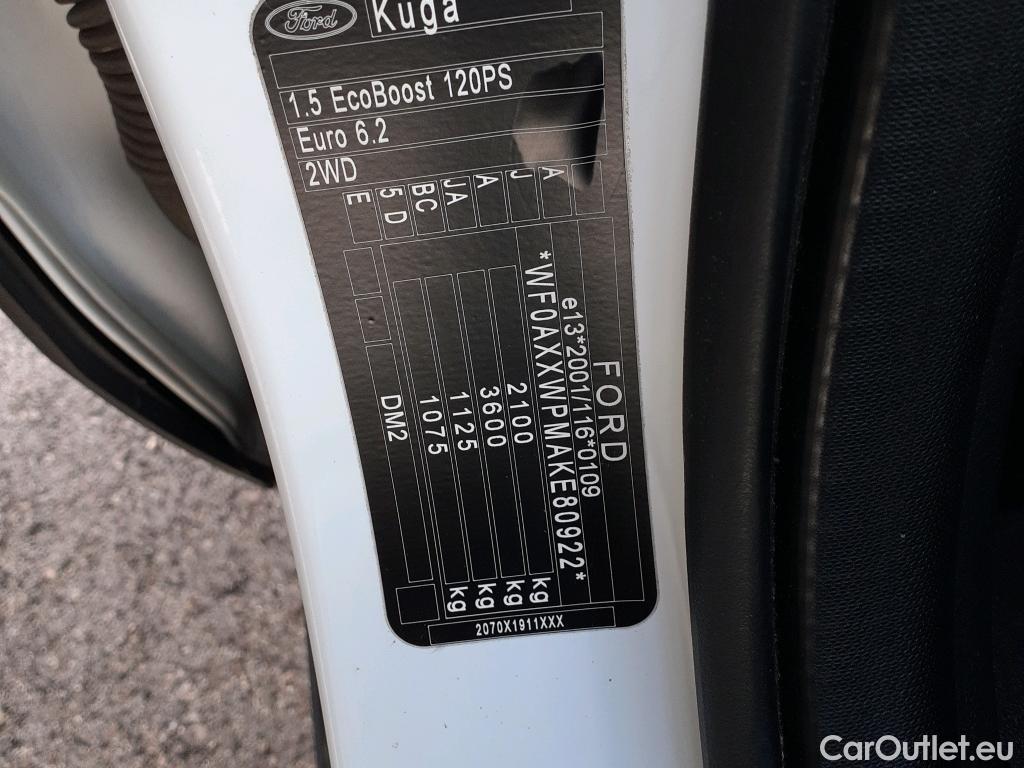 Ford
Kuga
1.5 EcoBoost 120PS
Euro 6.2
2WD
A
J
A
JA
BC
5 D
E
FORD
e13*2001/116*0109
*WF0AXXWPMAKE80922*
2100 kg
3600 kg
1125 kg
1075 kg
DM2
2070X1911XXX
CarOutlet.eu